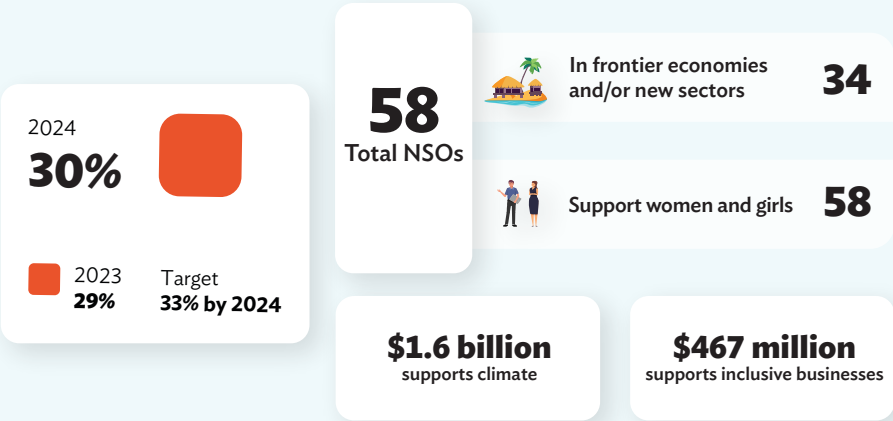 2024
30%
2023
29%
Target
33% by 2024
58
Total NSOs
In frontier economies
and/or new sectors
34
Support women and girls
58
$1.6 billion
supports climate
$467 million
supports inclusive businesses